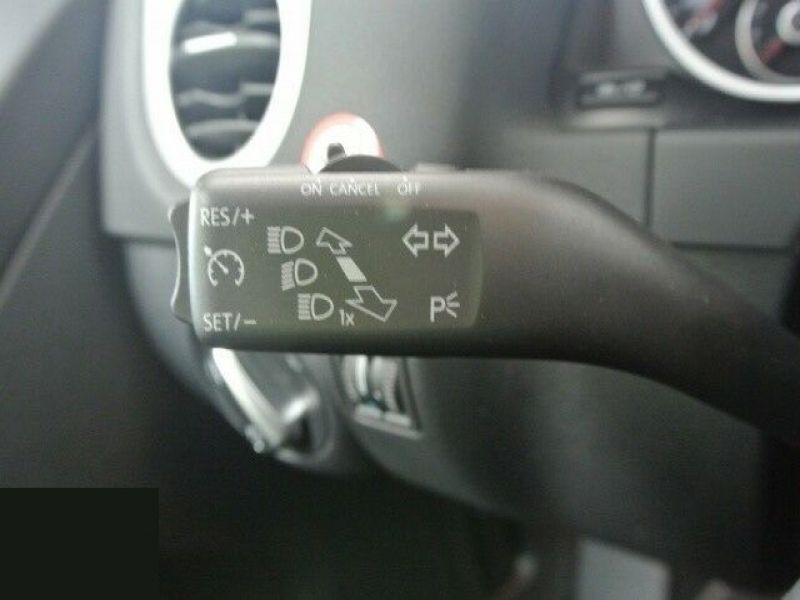 ON CANCEL OFF
RES/+
SET/-
1x
P